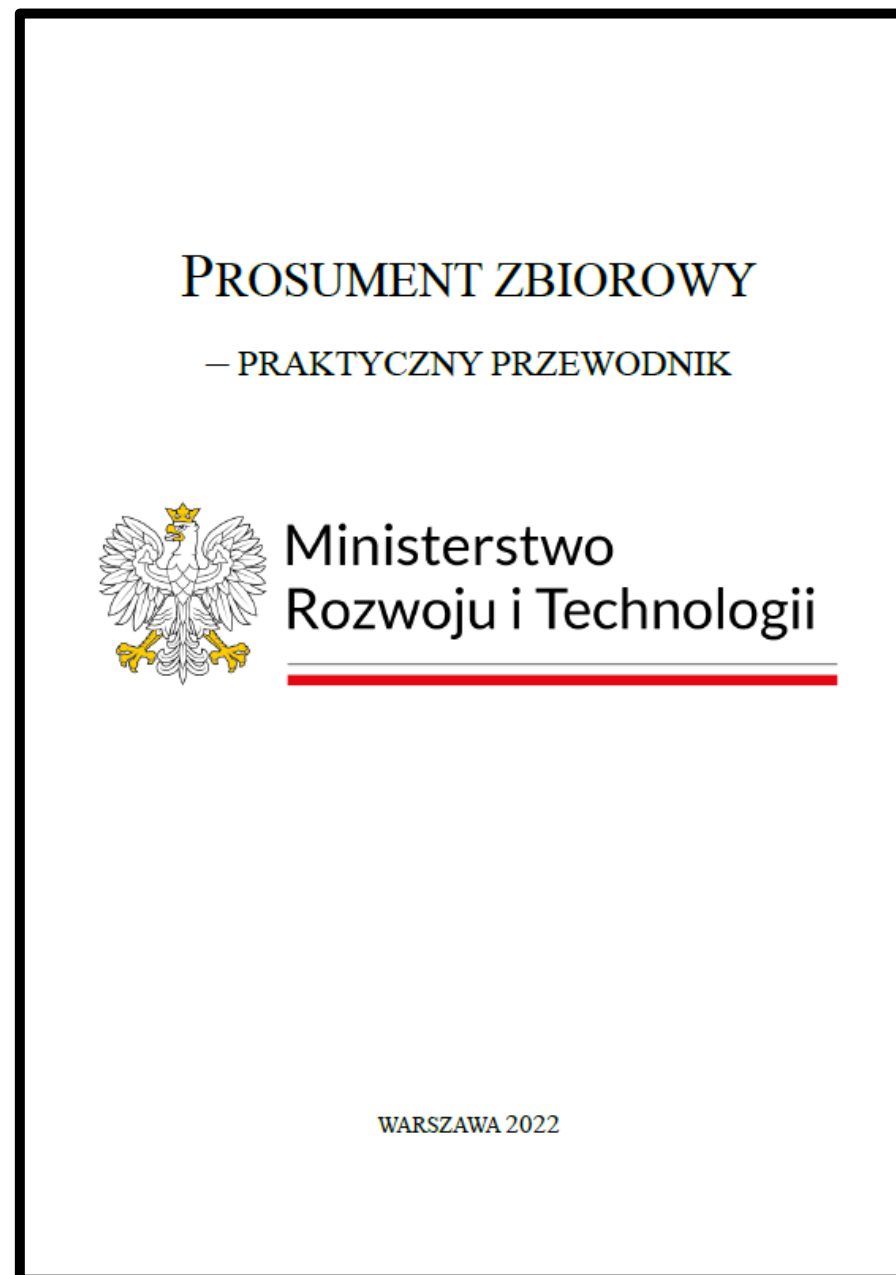 PROSUMENT ZBIOROWY
– PRAKTYCZNY PRZEWODNIK
Ministerstwo
Rozwoju i Technologii
WARSZAWA 2022